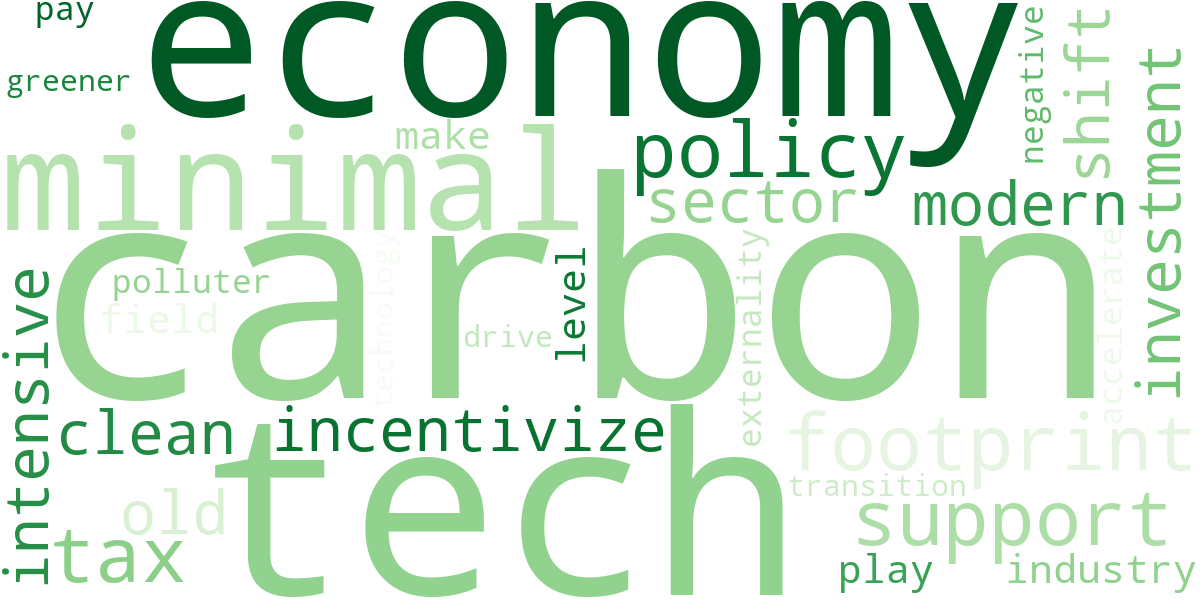 pay
economy
negative
shift
greener
investment
minimal
make
policy
sector
modern
carbon
intensive
polluter
field
technology
drive
level
externality
accelerate
clean
incentivize
tech
footprint
transition
old
support
tax
play
industry